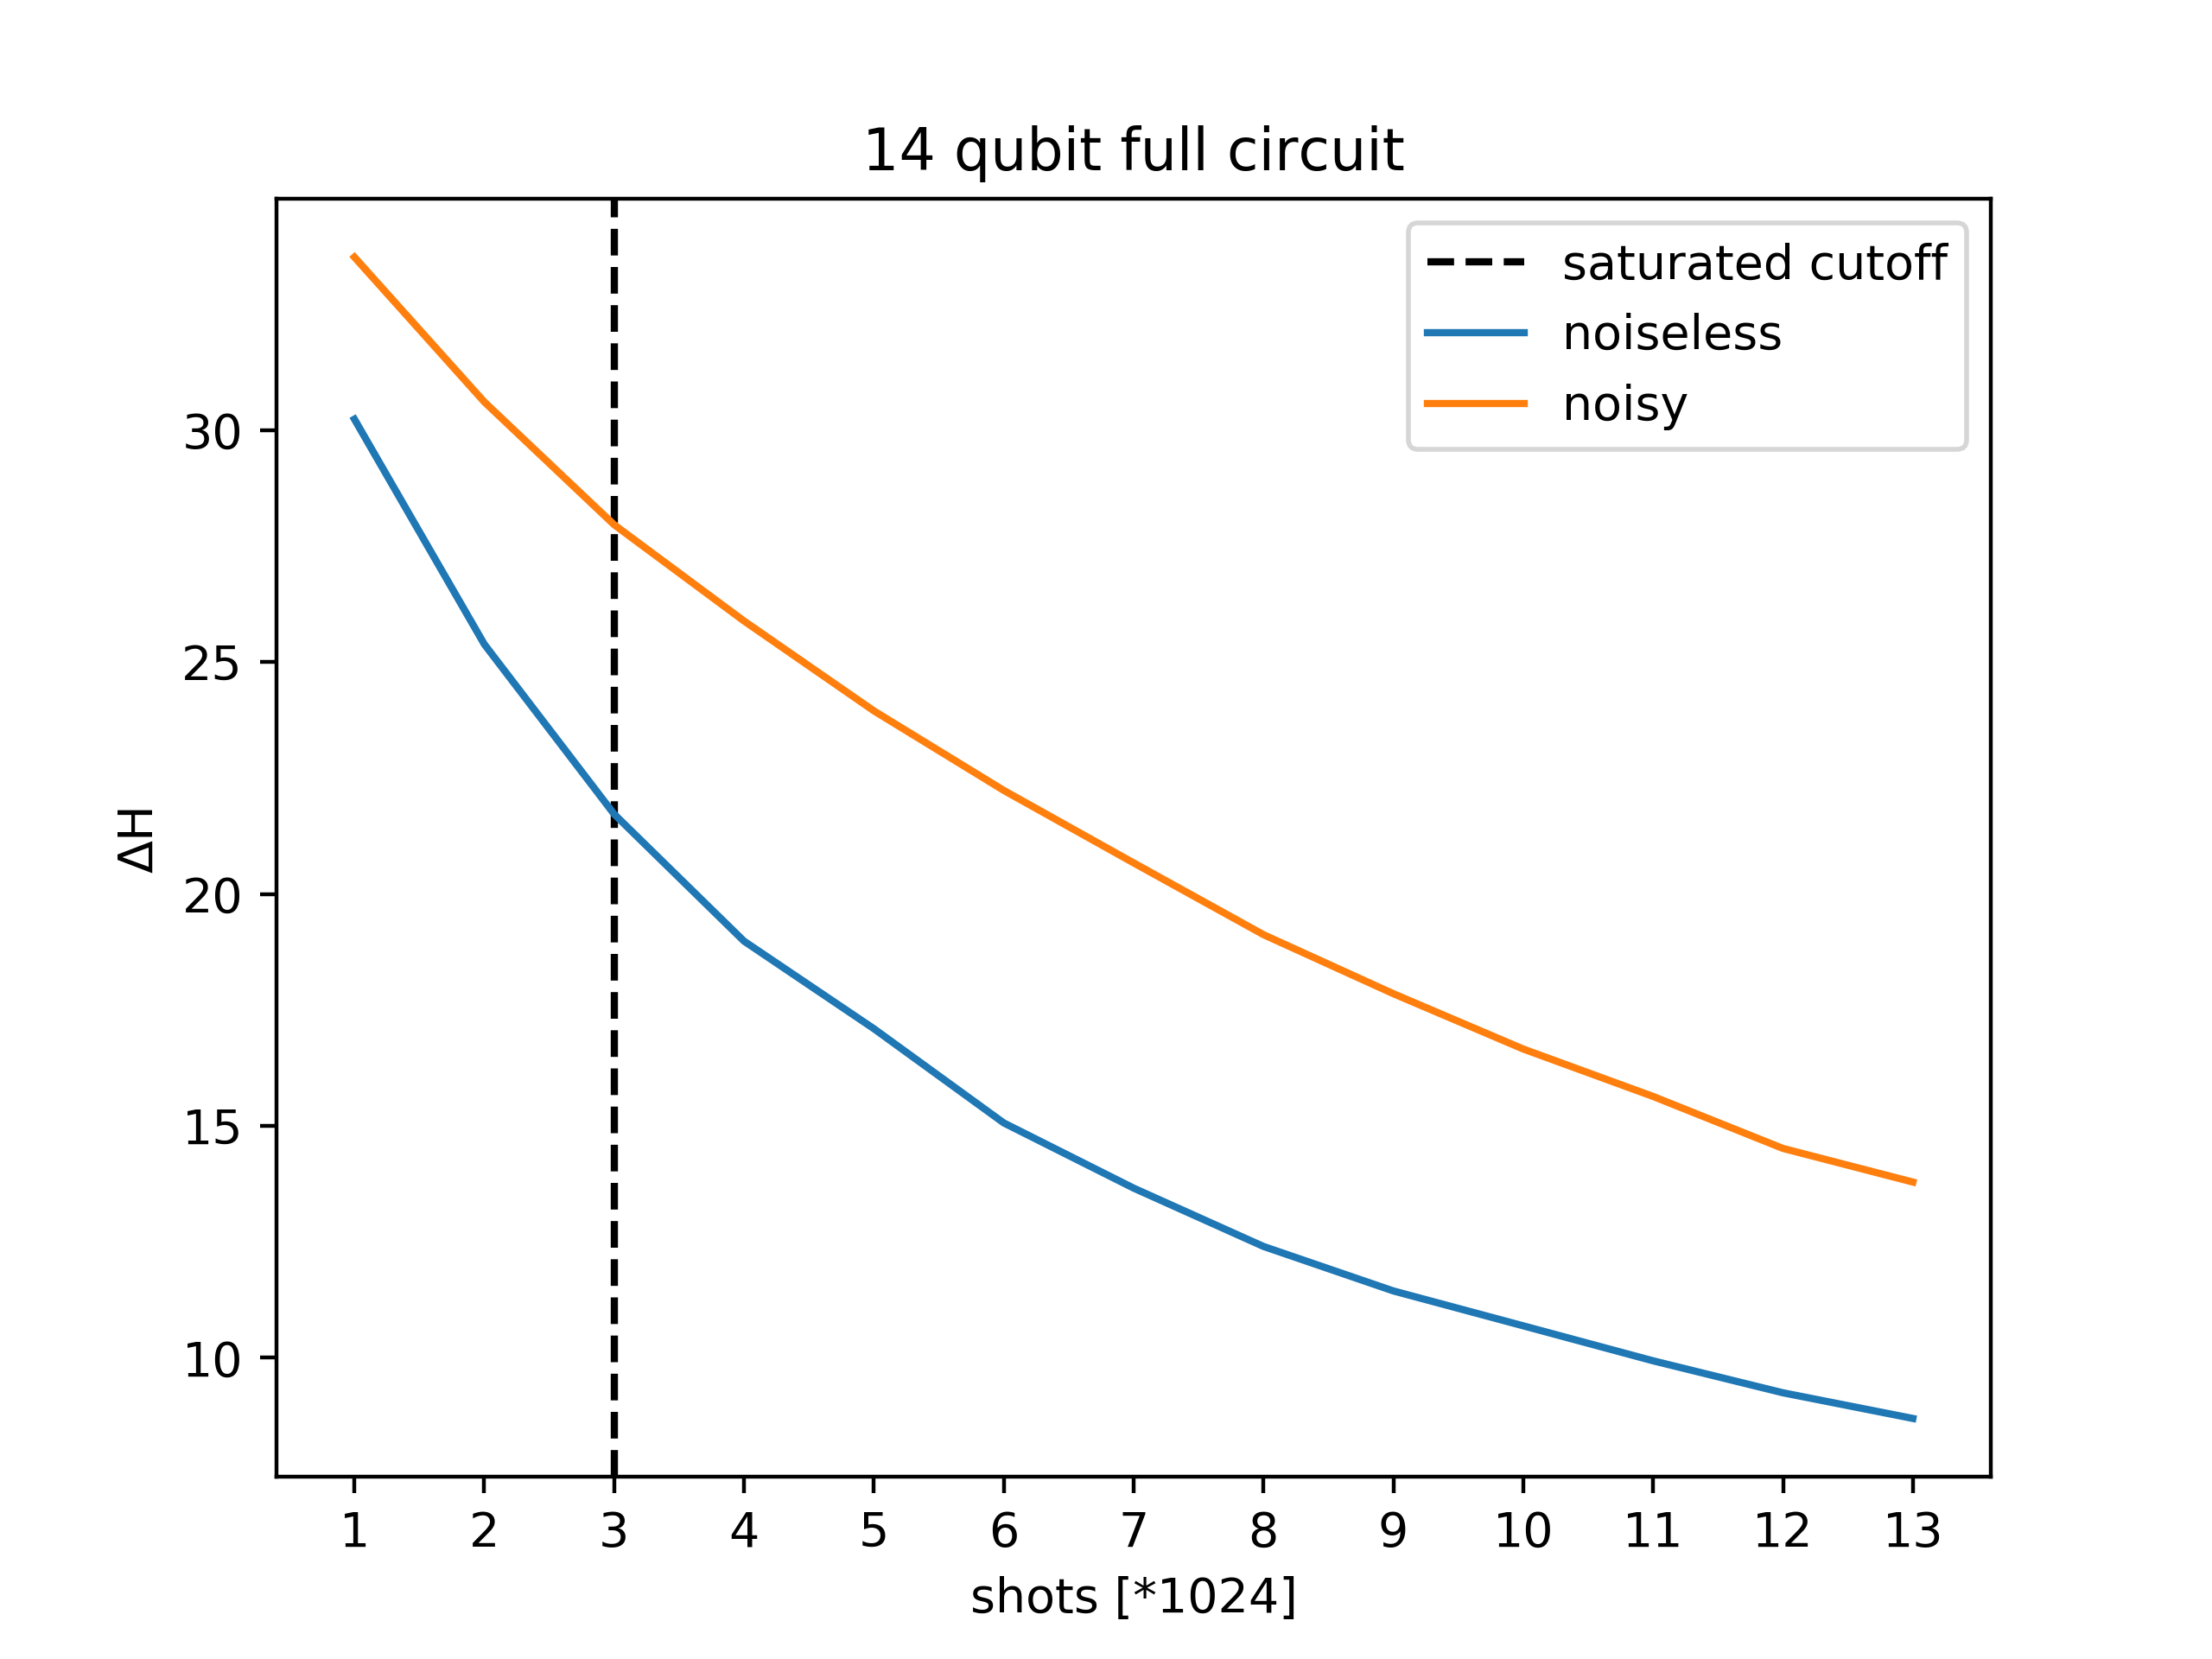 14 qubit full circuit
saturated cutoff
noiseless
noisy
30
25
20
15
10
ΔH
1 2 3 4 5 6 7 8 9 10 11 12 13
shots [*1024]